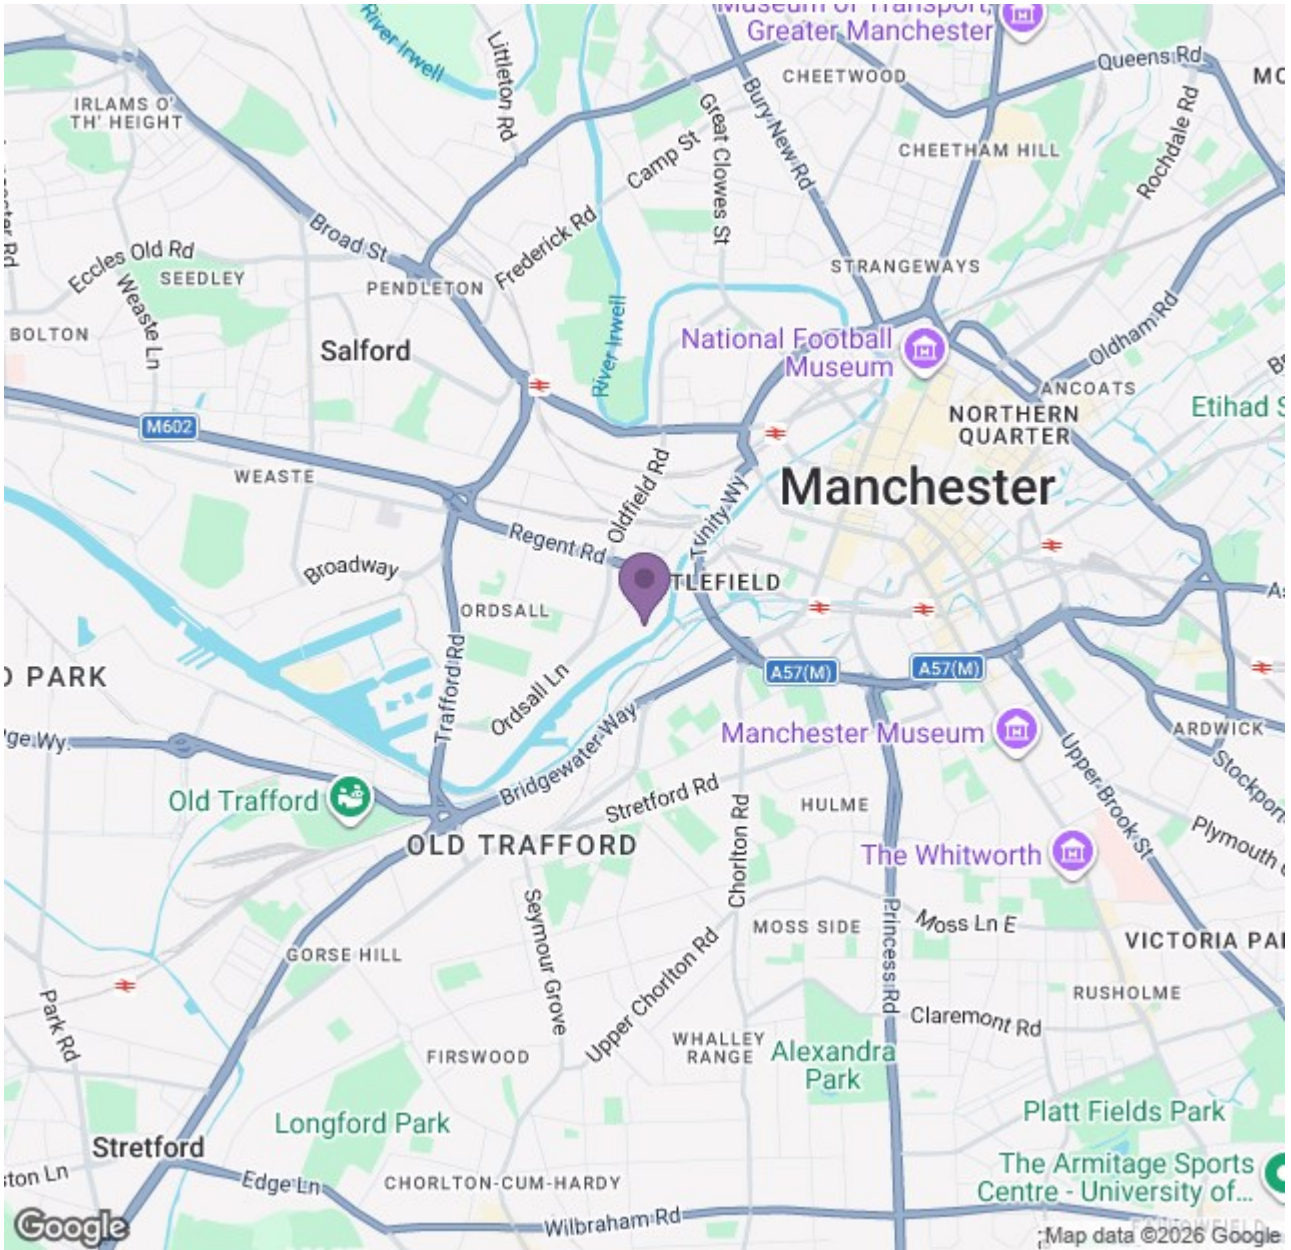 Museum of Transport,
Greater Manchester
River Irwell
Littleton Rd
CHEETWOOD
Queens Rd
IRLAMS O'
TH' HEIGHT
Great Clowes St
Bury New Rd
Rochdale Rd
Camp St
CHEETHAM HILL
Broad St
Frederick Rd
Eccles Old Rd
SEEDLEY
PENDLETON
STRANGEWAYS
Weaste Ln
BOLTON
Salford
River Irwell
National Football
Museum
Oldham Rd
ANCOATS
NORTHERN
QUARTER
Etihad S
M602
WEASTE
Oldfield Rd
Manchester
Trinity Wy
Regent Rd
Broadway
TLEFIELD
ORDSALL
Trafford Rd
Ordsall Ln
A57(M)
A57(M)
PARK
Bridgewater Way
Manchester Museum
ARDWICK
Upper Brook St
Stockport
Old Trafford
Stretford Rd
Chorlton Rd
HULME
Plymouth
OLD TRAFFORD
The Whitworth
Seymour Grove
Princess Rd
MOSS SIDE
Moss Ln E
VICTORIA PA
GORSE HILL
Upper Chorlton Rd
RUSHOLME
Park Rd
Claremont Rd
FIRSWOOD
WHALLEY
RANGE
Alexandra
Park
Longford Park
Platt Fields Park
Stretford
The Armitage Sports
Centre - University of...
ston Ln
Edge Ln
CHORLTON-CUM-HARDY
Wilbraham Rd
Google
Map data ©2026 Google